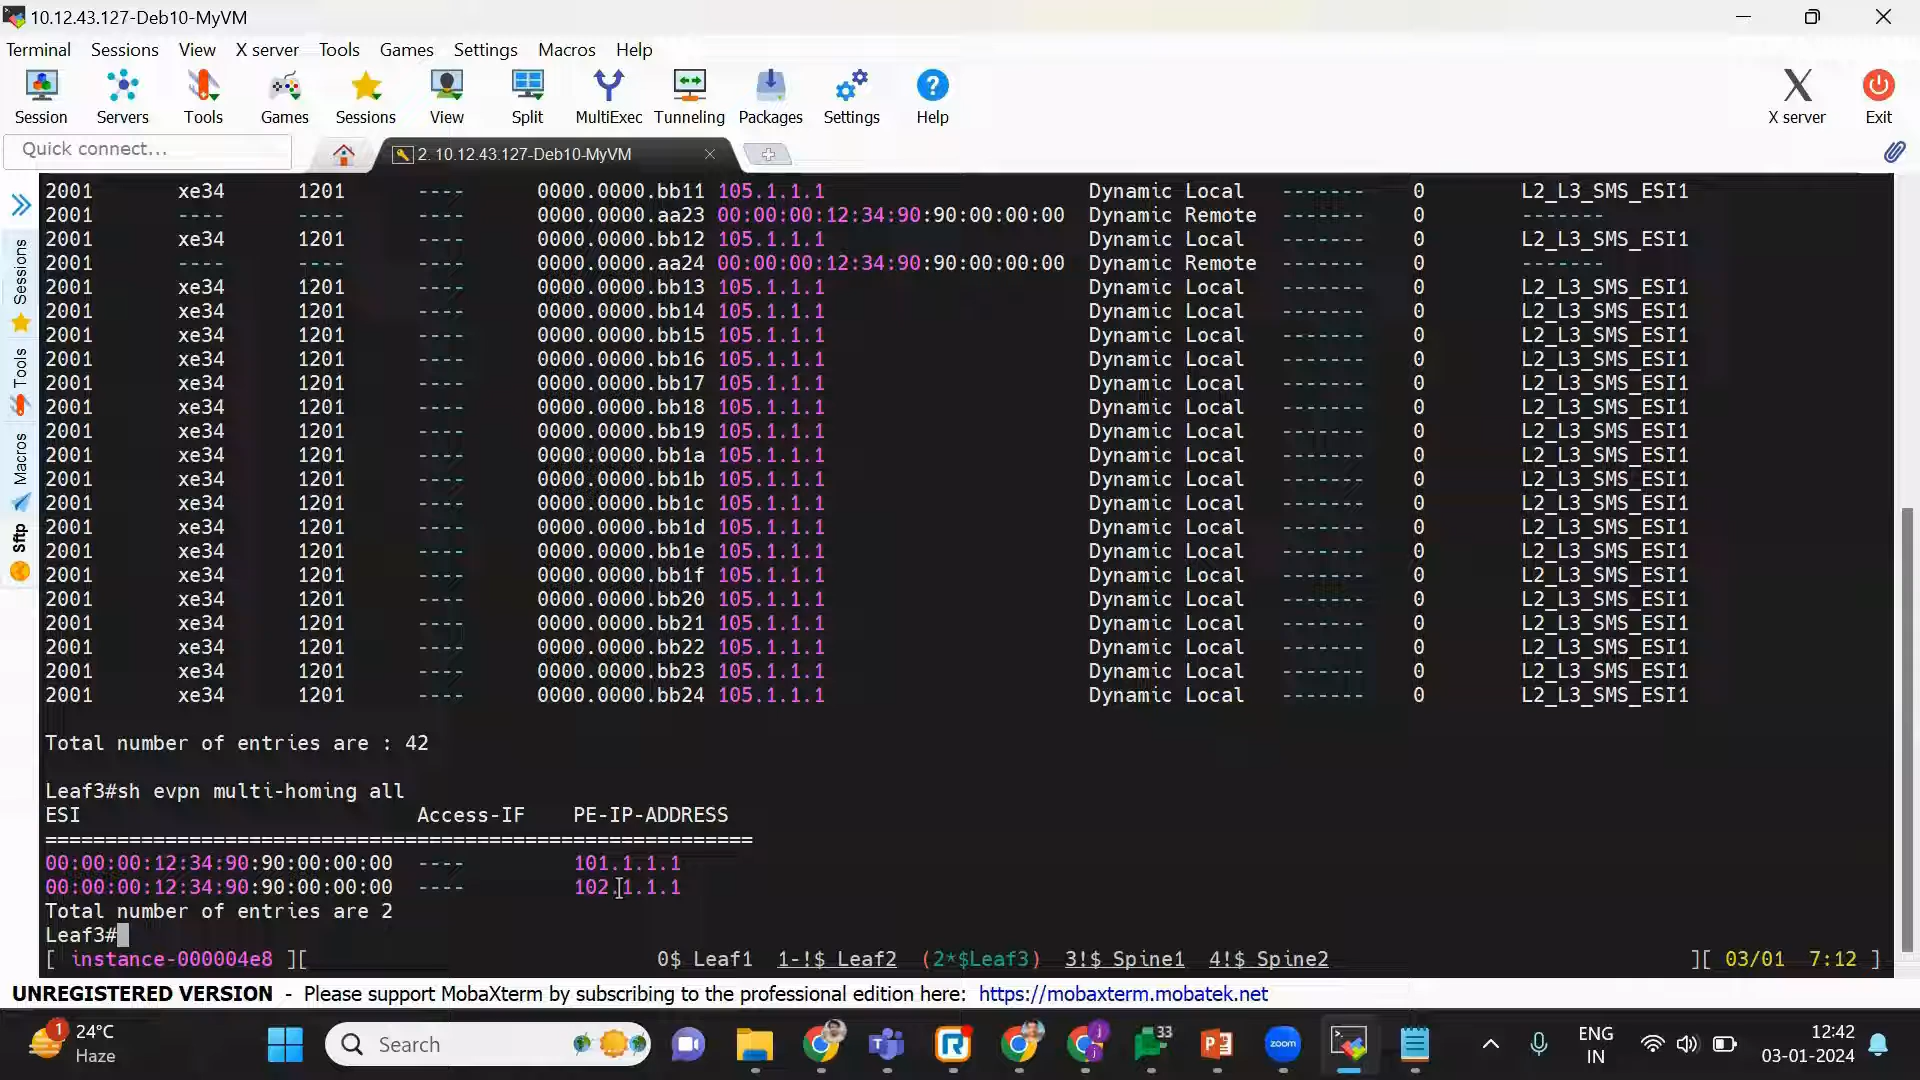 10.12.43.127-Deb10-MyVM
Terminal Sessions View X server Tools Games Settings Macros Help
Session Servers Tools Games Sessions View Split MultiExec Tunneling Packages Settings Help X server Exit
Quick connect...
2. 10.12.43.127-Deb10-MyVM
Sessions
Tools
Macros
Sftp
2001 xe34 1201 ---- 0000.0000.bb11 105.1.1.1 Dynamic Local ------- 0 L2_L3_SMS_ESI1
2001 ---- ---- ---- 0000.0000.aa23 00:00:00:12:34:90:90:00:00:00 Dynamic Remote ------- 0 -------
2001 xe34 1201 ---- 0000.0000.bb12 105.1.1.1 Dynamic Local ------- 0 L2_L3_SMS_ESI1
2001 ---- ---- ---- 0000.0000.aa24 00:00:00:12:34:90:90:00:00:00 Dynamic Remote ------- 0 -------
2001 xe34 1201 ---- 0000.0000.bb13 105.1.1.1 Dynamic Local ------- 0 L2_L3_SMS_ESI1
2001 xe34 1201 ---- 0000.0000.bb14 105.1.1.1 Dynamic Local ------- 0 L2_L3_SMS_ESI1
2001 xe34 1201 ---- 0000.0000.bb15 105.1.1.1 Dynamic Local ------- 0 L2_L3_SMS_ESI1
2001 xe34 1201 ---- 0000.0000.bb16 105.1.1.1 Dynamic Local ------- 0 L2_L3_SMS_ESI1
2001 xe34 1201 ---- 0000.0000.bb17 105.1.1.1 Dynamic Local ------- 0 L2_L3_SMS_ESI1
2001 xe34 1201 ---- 0000.0000.bb18 105.1.1.1 Dynamic Local ------- 0 L2_L3_SMS_ESI1
2001 xe34 1201 ---- 0000.0000.bb19 105.1.1.1 Dynamic Local ------- 0 L2_L3_SMS_ESI1
2001 xe34 1201 ---- 0000.0000.bb1a 105.1.1.1 Dynamic Local ------- 0 L2_L3_SMS_ESI1
2001 xe34 1201 ---- 0000.0000.bb1b 105.1.1.1 Dynamic Local ------- 0 L2_L3_SMS_ESI1
2001 xe34 1201 ---- 0000.0000.bb1c 105.1.1.1 Dynamic Local ------- 0 L2_L3_SMS_ESI1
2001 xe34 1201 ---- 0000.0000.bb1d 105.1.1.1 Dynamic Local ------- 0 L2_L3_SMS_ESI1
2001 xe34 1201 ---- 0000.0000.bb1e 105.1.1.1 Dynamic Local ------- 0 L2_L3_SMS_ESI1
2001 xe34 1201 ---- 0000.0000.bb1f 105.1.1.1 Dynamic Local ------- 0 L2_L3_SMS_ESI1
2001 xe34 1201 ---- 0000.0000.bb20 105.1.1.1 Dynamic Local ------- 0 L2_L3_SMS_ESI1
2001 xe34 1201 ---- 0000.0000.bb21 105.1.1.1 Dynamic Local ------- 0 L2_L3_SMS_ESI1
2001 xe34 1201 ---- 0000.0000.bb22 105.1.1.1 Dynamic Local ------- 0 L2_L3_SMS_ESI1
2001 xe34 1201 ---- 0000.0000.bb23 105.1.1.1 Dynamic Local ------- 0 L2_L3_SMS_ESI1
2001 xe34 1201 ---- 0000.0000.bb24 105.1.1.1 Dynamic Local ------- 0 L2_L3_SMS_ESI1
Total number of entries are : 42
Leaf3#sh evpn multi-homing all
ESI Access-IF PE-IP-ADDRESS
===========================================================
00:00:00:12:34:90:90:00:00:00 ---- 101.1.1.1
00:00:00:12:34:90:90:00:00:00 ---- 102.1.1.1
Total number of entries are 2
Leaf3#
[ instance-000004e8 ][ 0$ Leaf1 1-!$ Leaf2 (2*$Leaf3) 3!$ Spine1 4!$ Spine2 ][ 03/01 7:12 ]
UNREGISTERED VERSION - Please support MobaXterm by subscribing to the professional edition here: https://mobaxterm.mobatek.net
1 24°C
Haze
Search
33
zoom
ENG
IN
12:42
03-01-2024